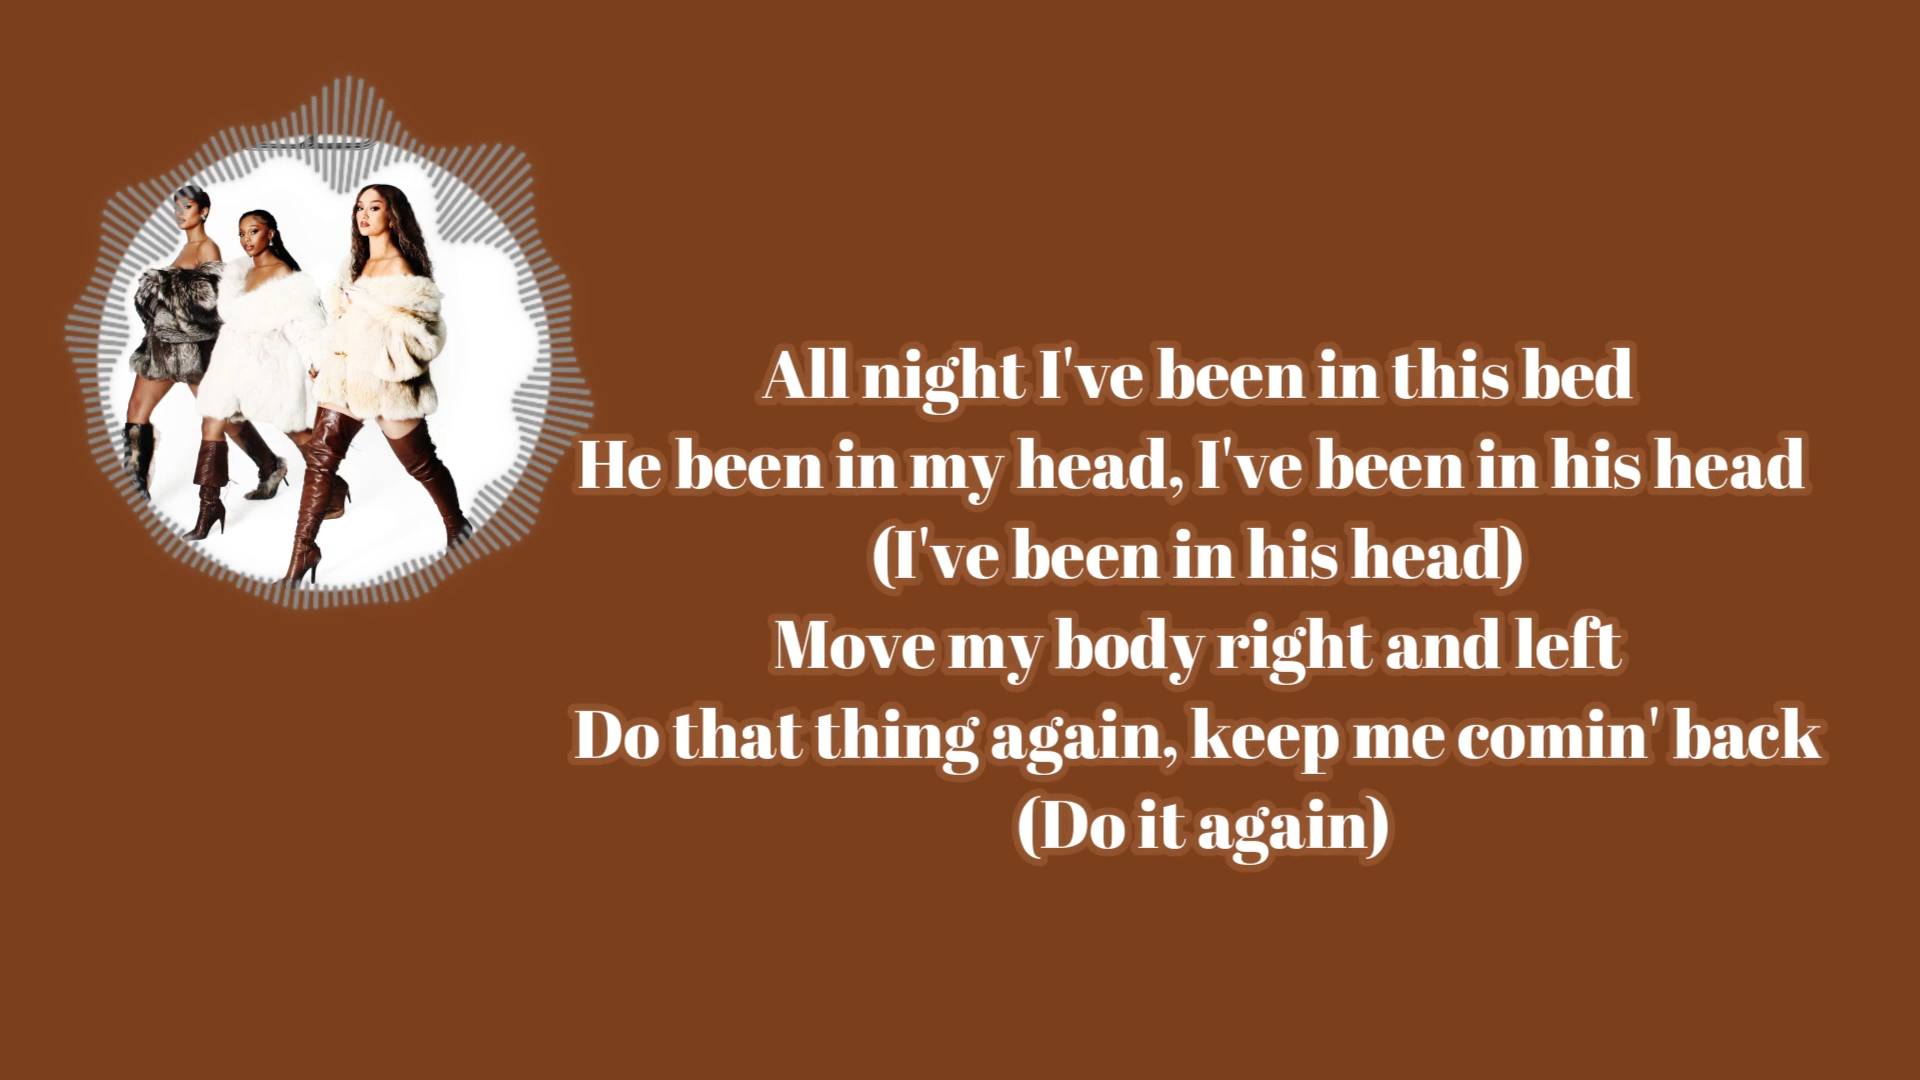 All night I've been in this bed
He been in my head, I've been in his head
(I've been in his head)
Move my body right and left
Do that thing again, keep me comin' back
(Do it again)